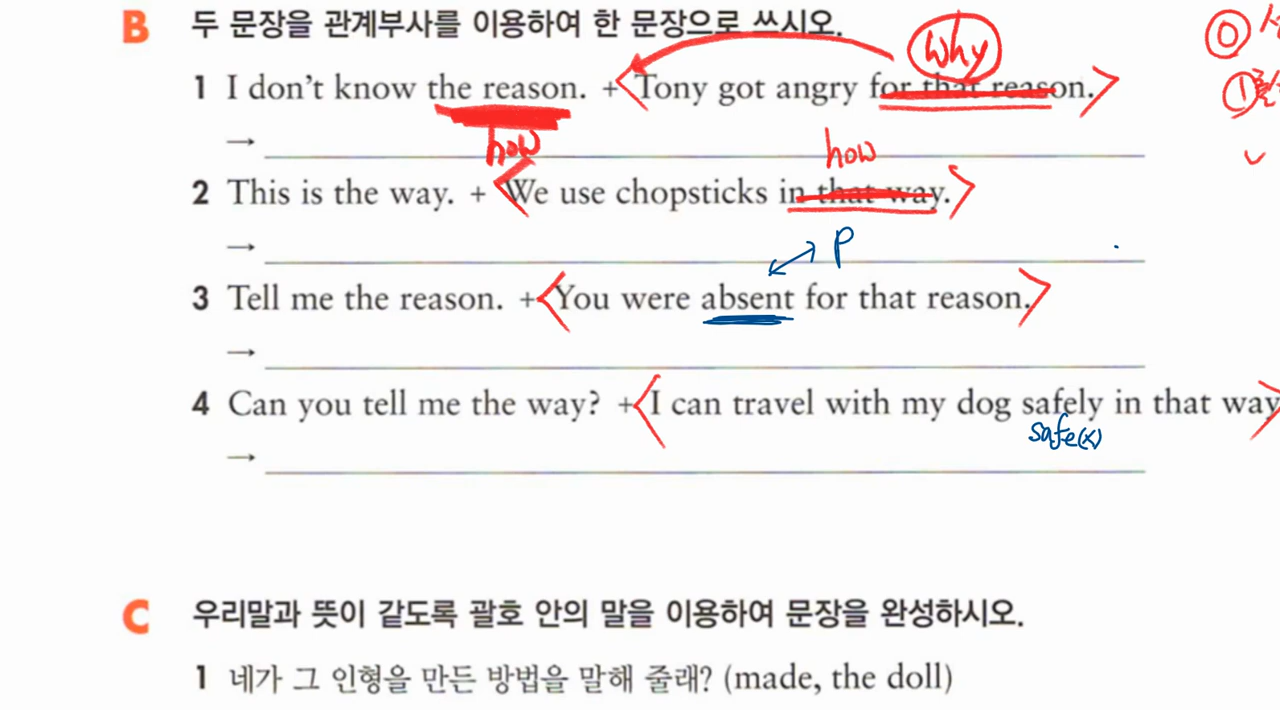 B 두 문장을 관계부사를 이용하여 한 문장으로 쓰시오.
why
1 I don't know the reason. + Tony got angry for that reason.
→
how how
2 This is the way. + We use chopsticks in that way.
→
P
3 Tell me the reason. + You were absent for that reason.
→
4 Can you tell me the way? + I can travel with my dog safely in that way
safe(x)
→
C 우리말과 뜻이 같도록 괄호 안의 말을 이용하여 문장을 완성하시오.
1 네가 그 인형을 만든 방법을 말해 줄래? (made, the doll)